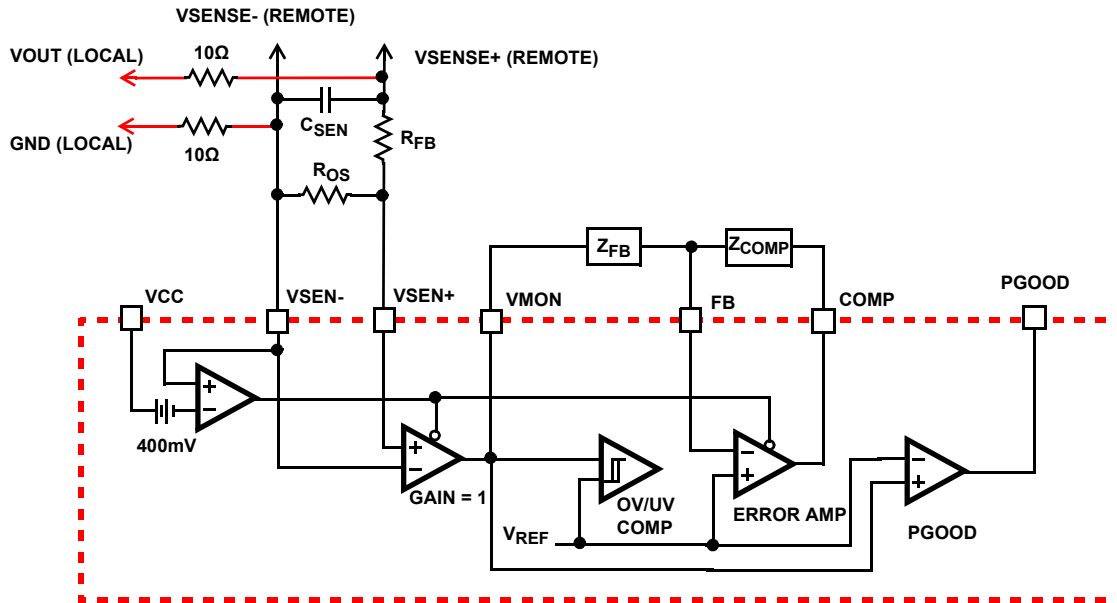 VSENSE- (REMOTE)
10Ω
VOUT (LOCAL)
VSENSE+ (REMOTE)
CSEN
GND (LOCAL)
10Ω
RFB
ROS
ZFB
ZCOMP
VCC
VSEN-
VSEN+
VMON
FB
COMP
PGOOD
+
−
400mV
+
−
GAIN = 1
OV/UV
COMP
−
+
ERROR AMP
−
+
PGOOD
VREF